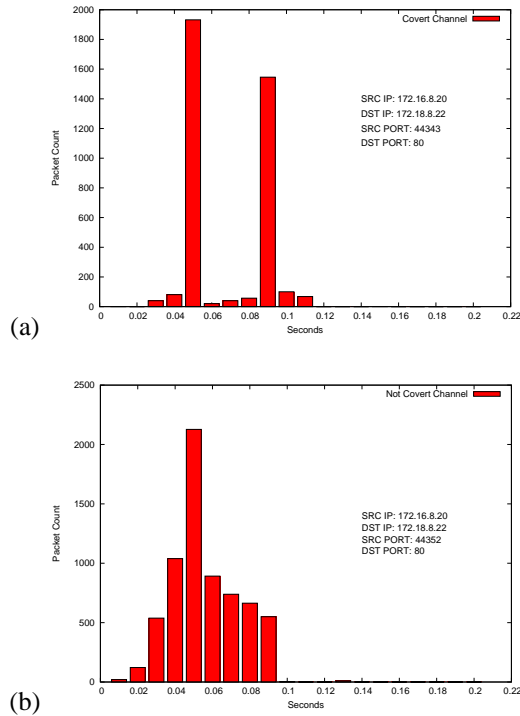 2000
1800
1600
1400
1200
1000
800
600
400
200
0
Packet Count
Covert Channel
SRC IP: 172.16.8.20
DST IP: 172.18.8.22
SRC PORT: 44343
DST PORT: 80
0 0.02 0.04 0.06 0.08 0.1 0.12 0.14 0.16 0.18 0.2 0.22
Seconds
(a)
2500
2000
1500
1000
500
0
Packet Count
Not Covert Channel
SRC IP: 172.16.8.20
DST IP: 172.18.8.22
SRC PORT: 44352
DST PORT: 80
0 0.02 0.04 0.06 0.08 0.1 0.12 0.14 0.16 0.18 0.2 0.22
Seconds
(b)